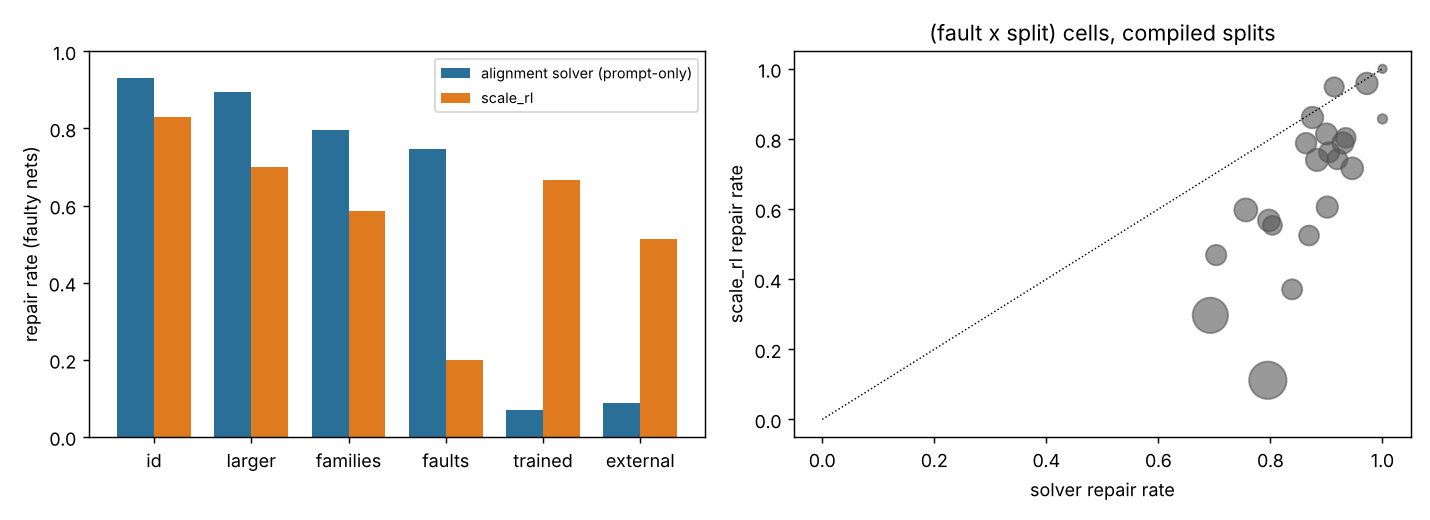 repair rate (faulty nets)
1.0
0.8
0.6
0.4
0.2
0.0
alignment solver (prompt-only)
scale_rl
id
larger
families
faults
trained
external
(fault x split) cells, compiled splits
scale_rl repair rate
1.0
0.8
0.6
0.4
0.2
0.0
0.0
0.2
0.4
0.6
0.8
1.0
solver repair rate